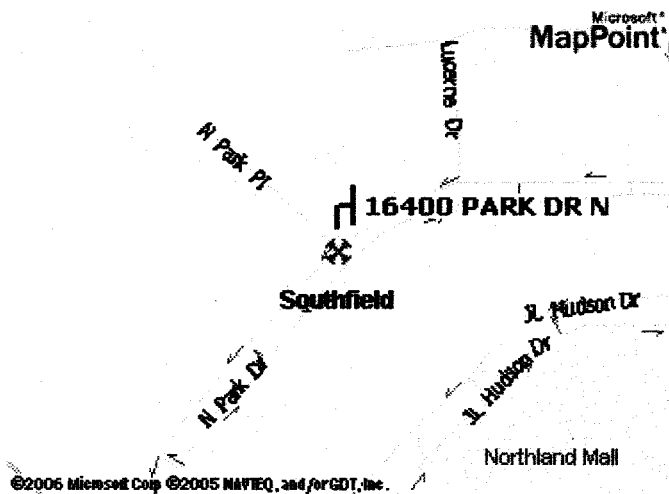 Microsoft®
MapPoint®
Lucerne Dr
N Park Pl
16400 PARK DR N
Southfield
JL Hudson Dr
JL Hudson Dr
N Park Dr
Northland Mall
©2006 Microsoft Corp ©2005 NAVTEQ, and/or GDT, Inc.